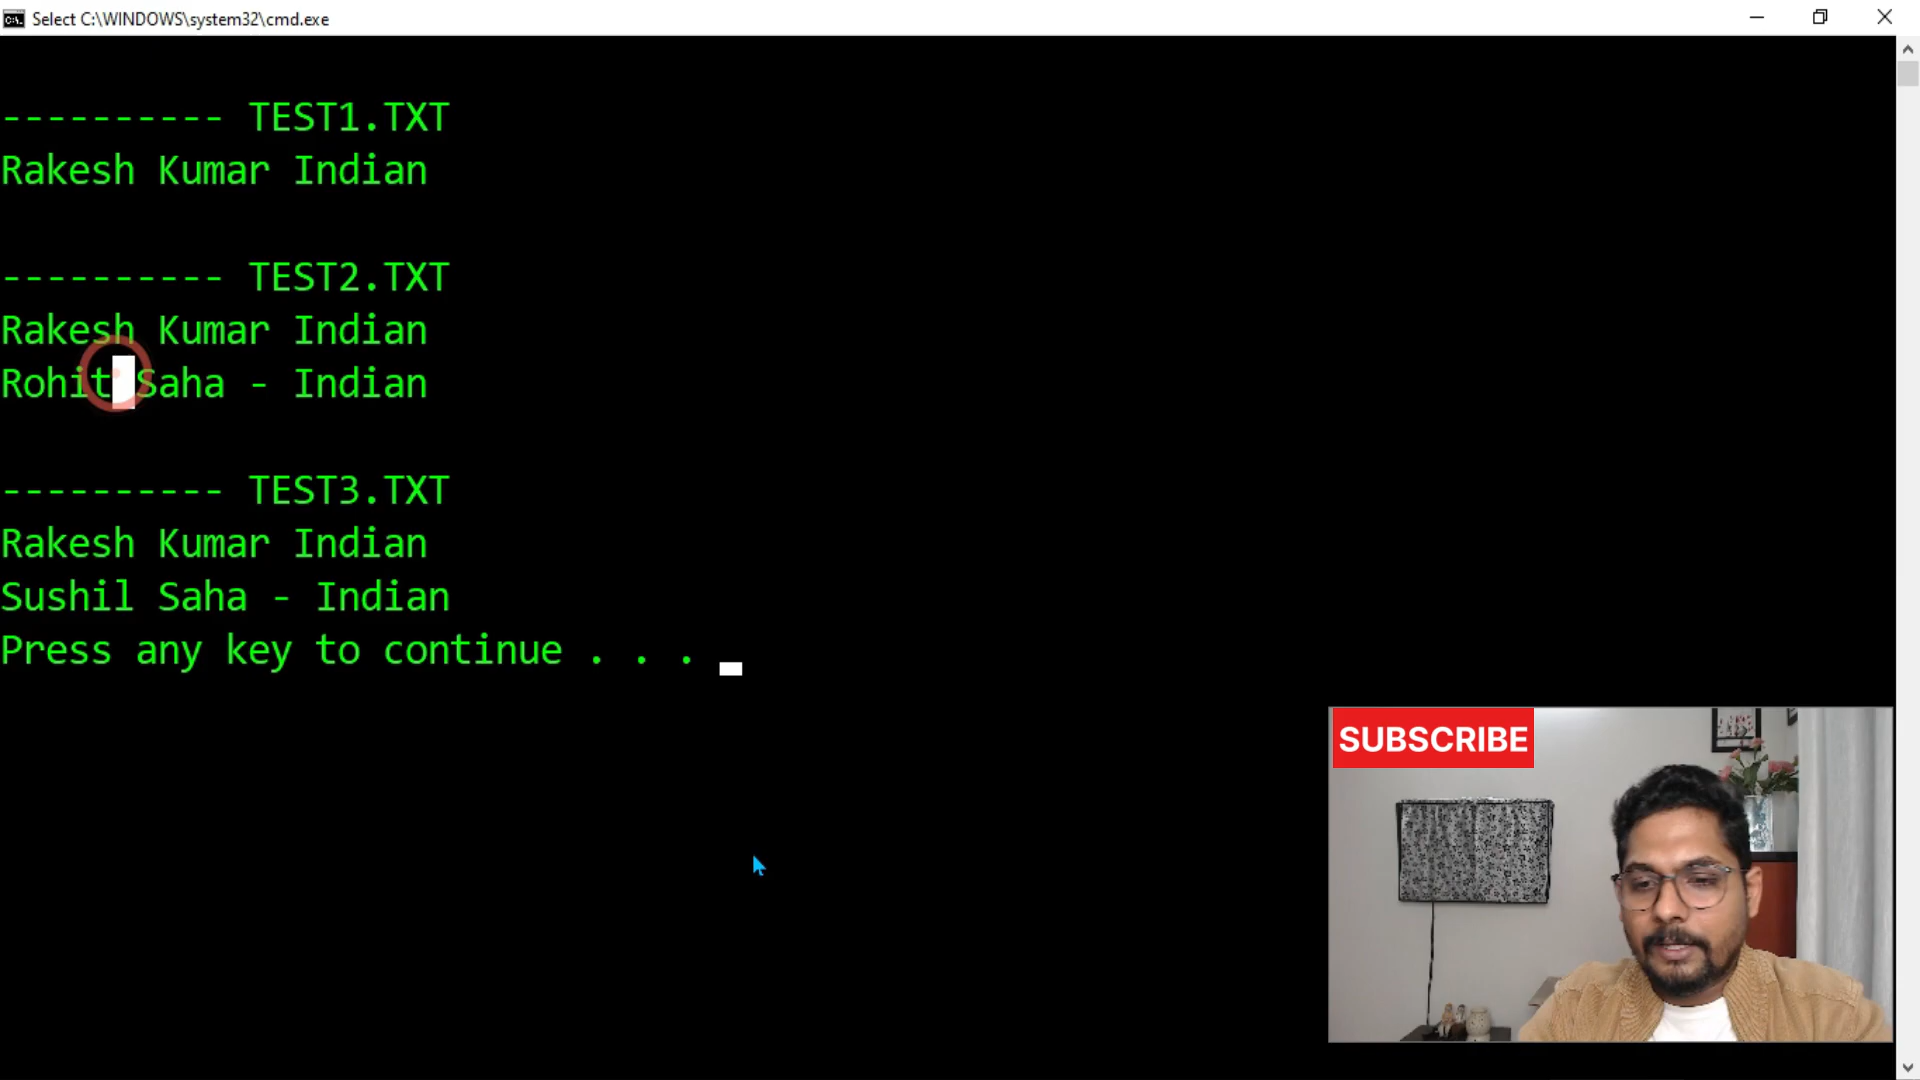 Select C:\WINDOWS\system32\cmd.exe
---------- TEST1.TXT
Rakesh Kumar Indian
---------- TEST2.TXT
Rakesh Kumar Indian
Rohit Saha - Indian
---------- TEST3.TXT
Rakesh Kumar Indian
Sushil Saha - Indian
Press any key to continue . . .
SUBSCRIBE